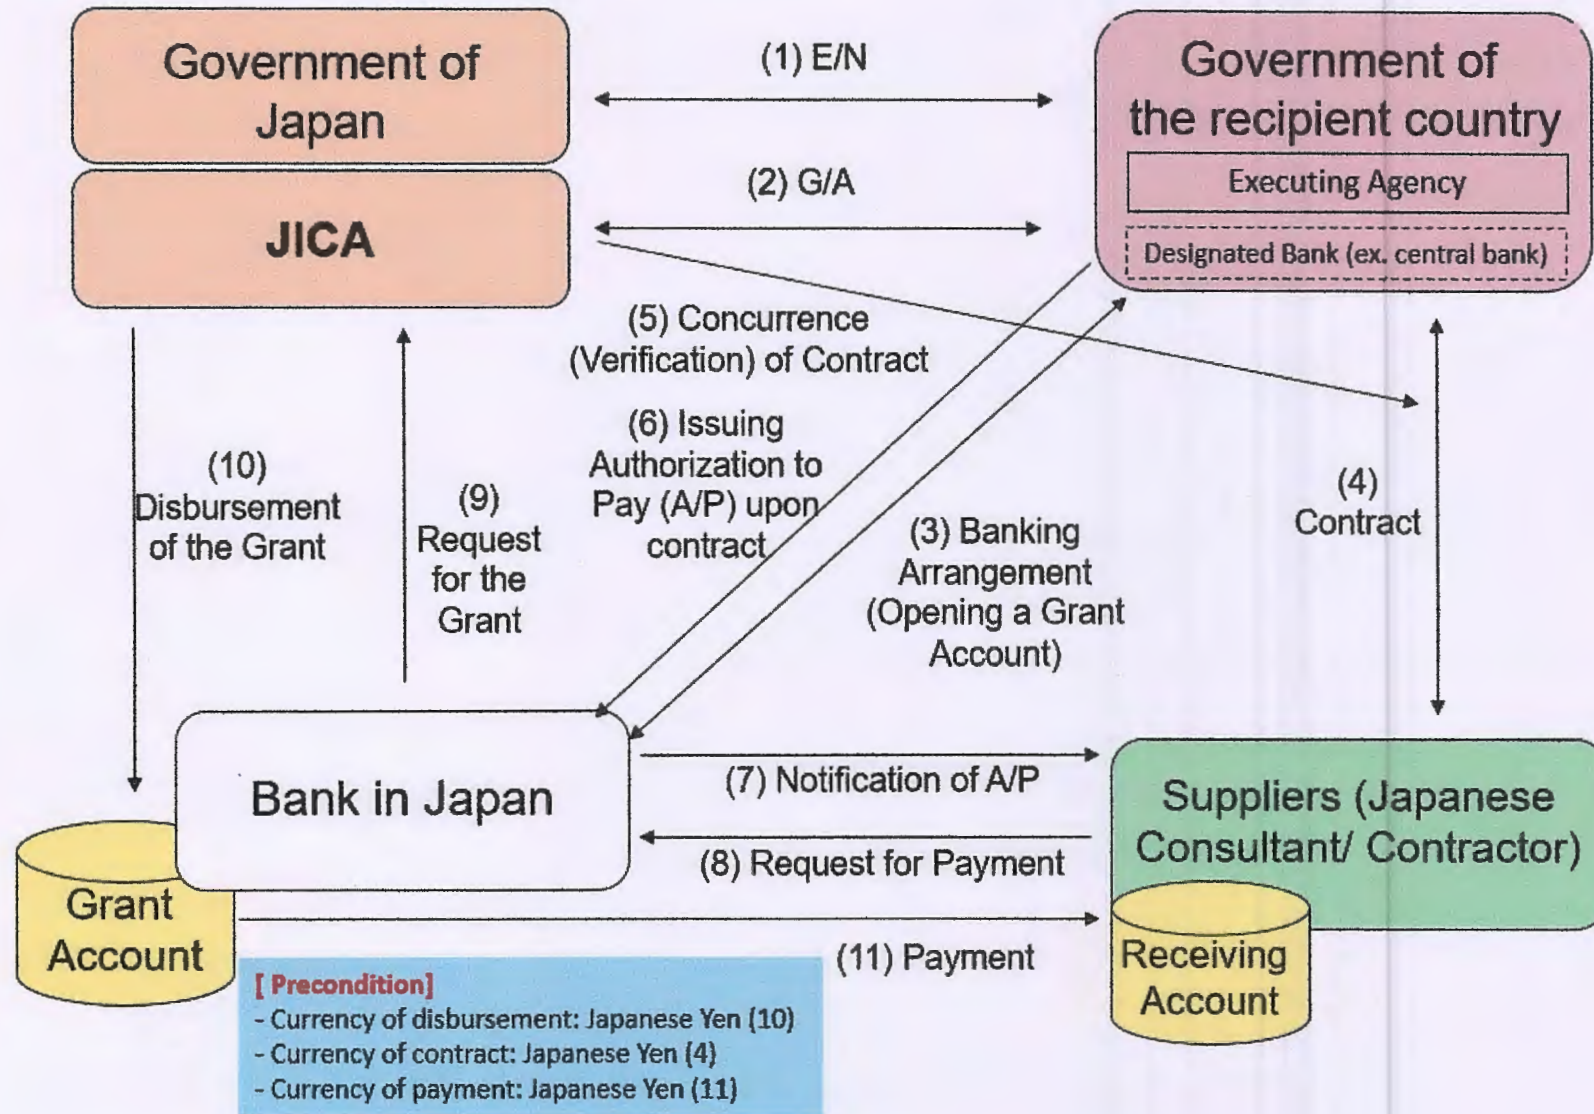 Government of
Japan
JICA
(1) E/N
(2) G/A
Government of
the recipient country
Executing Agency
Designated Bank (ex. central bank)
(5) Concurrence
(Verification) of Contract
(6) Issuing
Authorization to
Pay (A/P) upon
contract
(10)
Disbursement
of the Grant
(9)
Request
for the
Grant
(3) Banking
Arrangement
(Opening a Grant
Account)
(4)
Contract
Bank in Japan
(7) Notification of A/P
(8) Request for Payment
Suppliers (Japanese
Consultant/ Contractor)
Grant
Account
(11) Payment
Receiving
Account
[ Precondition]
- Currency of disbursement: Japanese Yen (10)
- Currency of contract: Japanese Yen (4)
- Currency of payment: Japanese Yen (11)